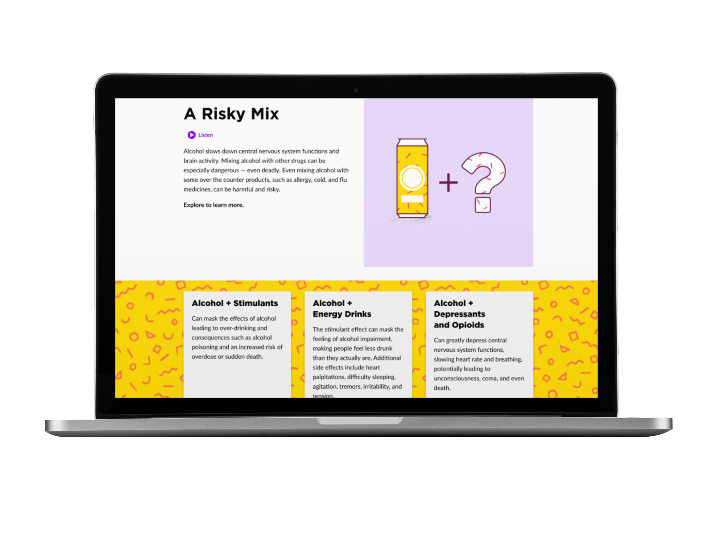 A Risky Mix
Listen
Alcohol slows down central nervous system functions and
brain activity. Mixing alcohol with other drugs can be
especially dangerous — even deadly. Even mixing alcohol with
some over the counter products, such as allergy, cold, and flu
medicines, can be harmful and risky.
Explore to learn more.
+ ?
Alcohol + Stimulants
Can mask the effects of alcohol
leading to over-drinking and
consequences such as alcohol
poisoning and an increased risk of
overdose or sudden death.
Alcohol +
Energy Drinks
The stimulant effect can mask the
feeling of alcohol impairment,
making people feel less drunk
than they actually are. Additional
side effects include heart
palpitations, difficulty sleeping,
agitation, tremors, irritability, and
tension.
Alcohol +
Depressants
and Opioids
Can greatly depress central
nervous system functions,
slowing heart rate and breathing,
potentially leading to
unconsciousness, coma, and even
death.